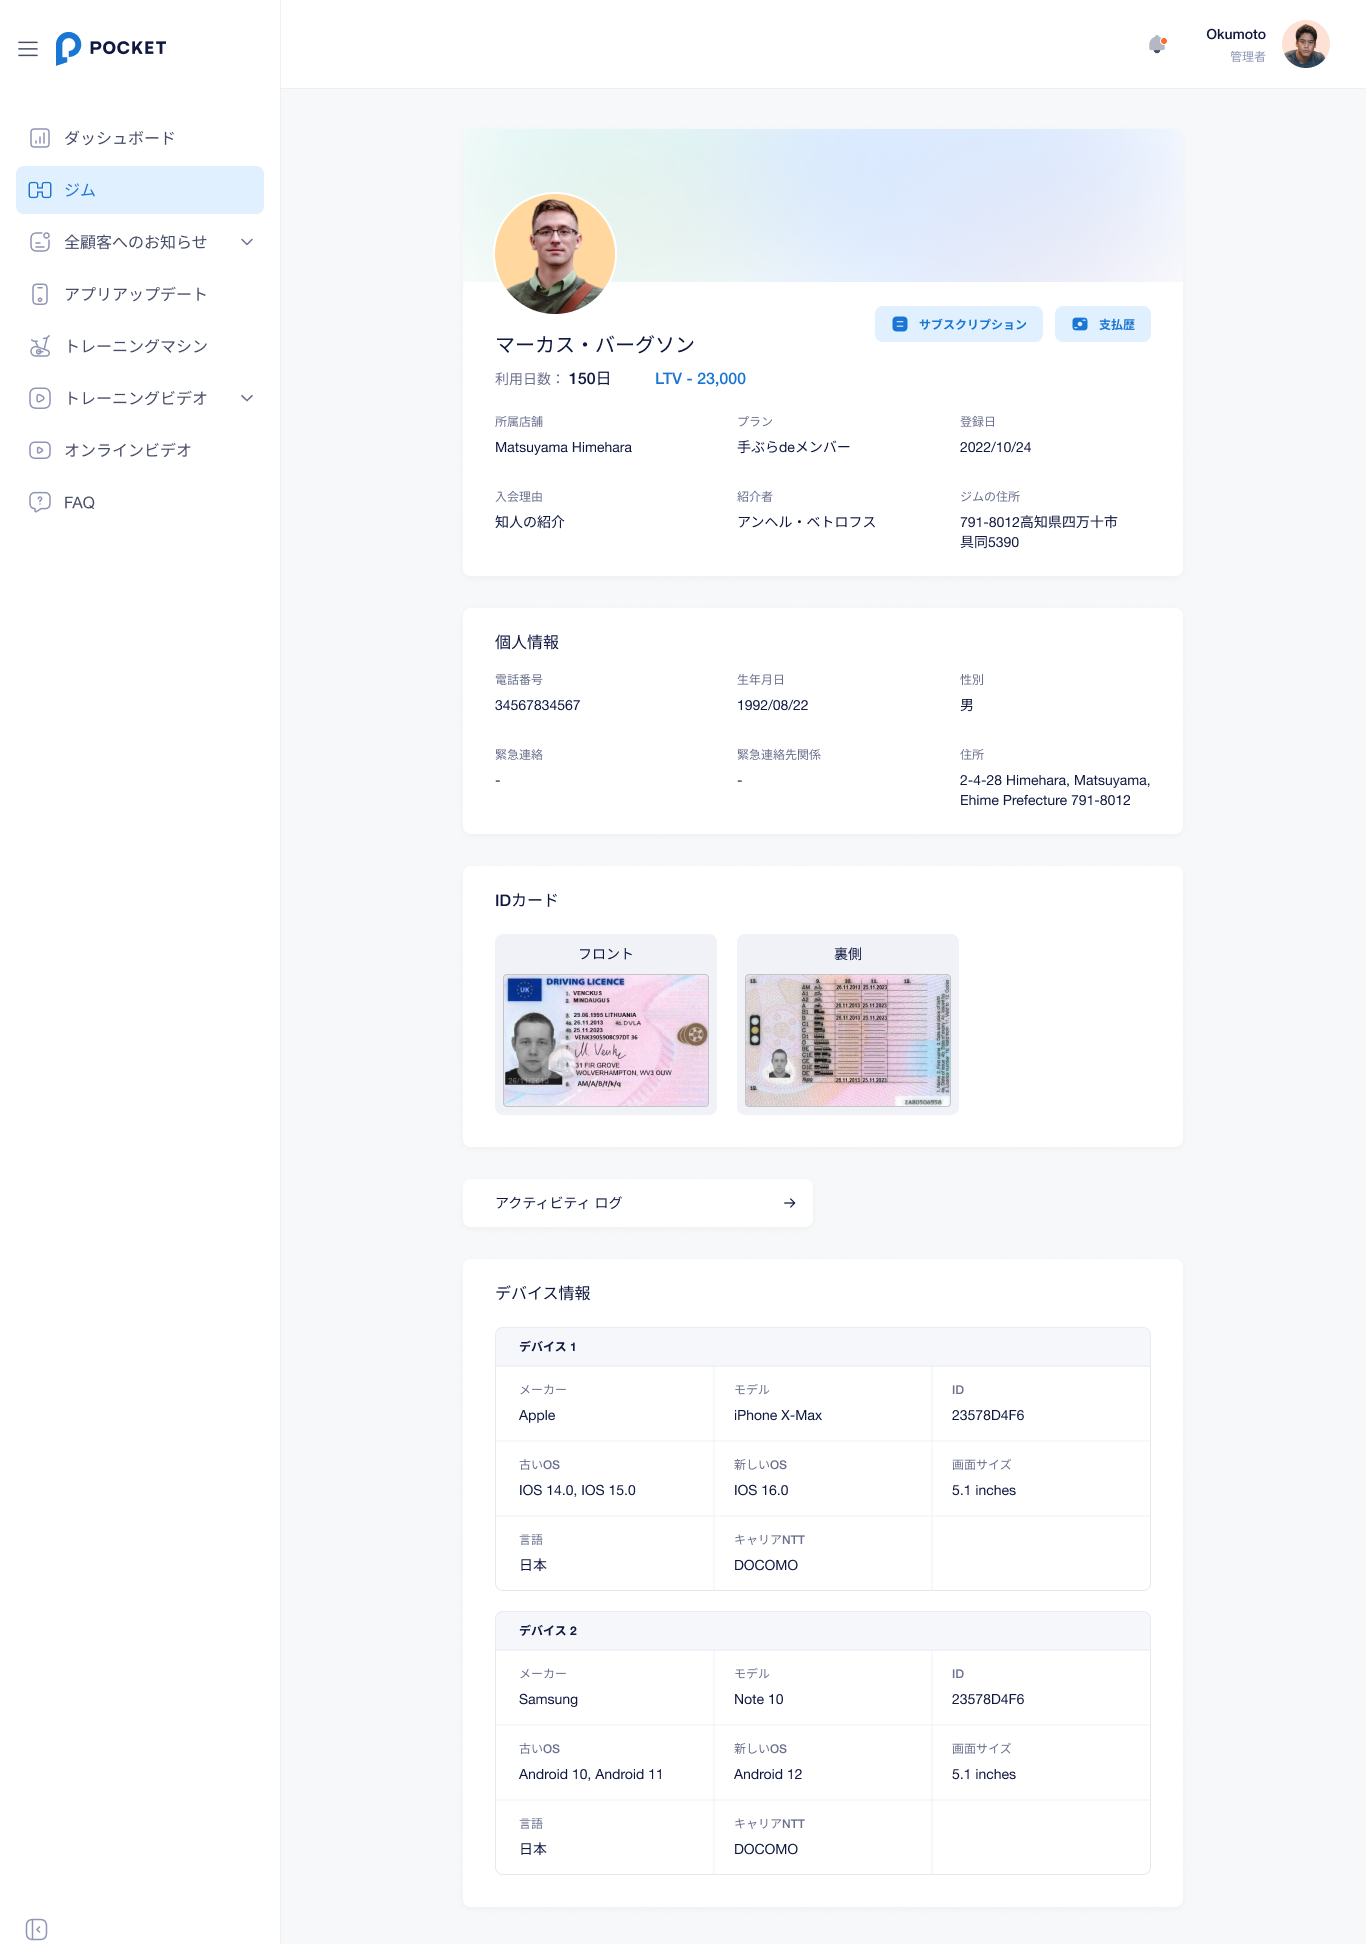 POCKET
Okumoto
管理者
ダッシュボード
ジム
全顧客へのお知らせ
アプリアップデート
トレーニングマシン
トレーニングビデオ
オンラインビデオ
FAQ
サブスクリプション
支払歴
マーカス・バーグソン
利用日数： 150日
LTV - 23,000
所属店舗
プラン
登録日
Matsuyama Himehara
手ぶらdeメンバー
2022/10/24
入会理由
紹介者
ジムの住所
知人の紹介
アンヘル・ベトロフス
791-8012高知県四万十市
具同5390
個人情報
電話番号
生年月日
性別
34567834567
1992/08/22
男
緊急連絡
緊急連絡先関係
住所
-
-
2-4-28 Himehara, Matsuyama,
Ehime Prefecture 791-8012
IDカード
フロント
裏側
UK
DRIVING LICENCE
1. VENCKUS
2. MINDAUGUS
3. 29.06.1995 LITHUANIA
4a. 26.11.2013 4c. DVLA
4b. 25.11.2023
31 FIR GROVE
WOLVERHAMPTON, WV3 0UW
AM/A/B/f/k/q
アクティビティ ログ
デバイス情報
デバイス 1
メーカー
モデル
ID
Apple
iPhone X-Max
23578D4F6
古いOS
新しいOS
画面サイズ
IOS 14.0, IOS 15.0
IOS 16.0
5.1 inches
言語
キャリアNTT
日本
DOCOMO
デバイス 2
メーカー
モデル
ID
Samsung
Note 10
23578D4F6
古いOS
新しいOS
画面サイズ
Android 10, Android 11
Android 12
5.1 inches
言語
キャリアNTT
日本
DOCOMO